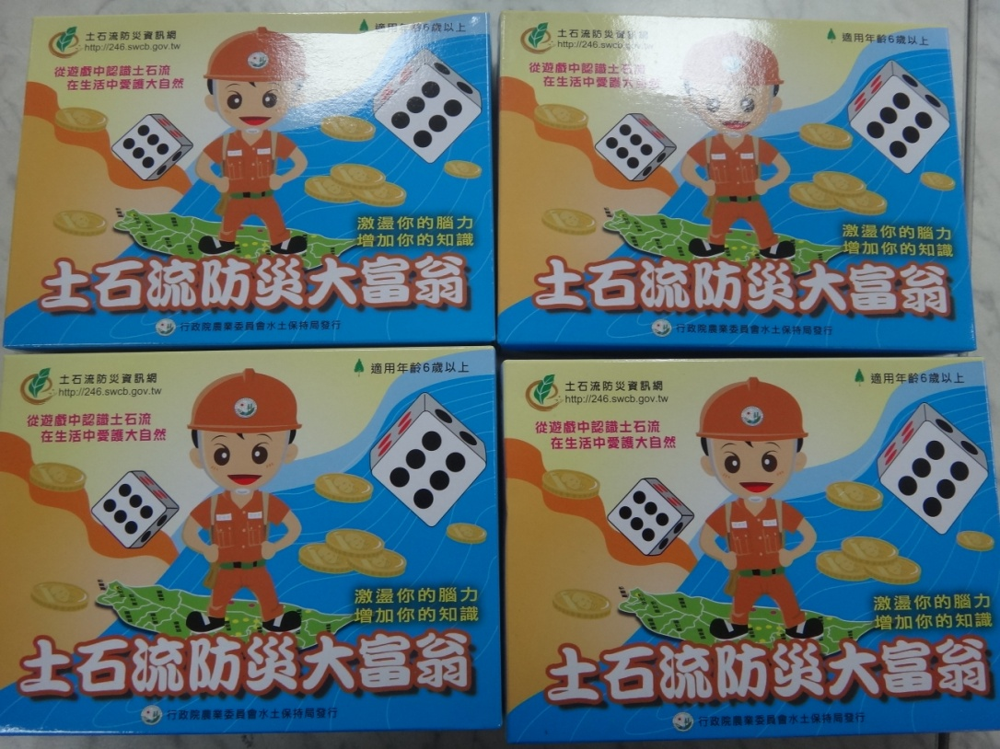 土石流防災資訊網
http://246.swcb.gov.tw
適用年齡6歲以上
從遊戲中認識土石流
在生活中愛護大自然
激盪你的腦力
增加你的知識
土石流防災大富翁
行政院農業委員會水土保持局發行
土石流防災資訊網
http://246.swcb.gov.tw
適用年齡6歲以上
從遊戲中認識土石流
在生活中愛護大自然
激盪你的腦力
增加你的知識
土石流防災大富翁
行政院農業委員會水土保持局發行
土石流防災資訊網
http://246.swcb.gov.tw
適用年齡6歲以上
從遊戲中認識土石流
在生活中愛護大自然
激盪你的腦力
增加你的知識
土石流防災大富翁
行政院農業委員會水土保持局發行
土石流防災資訊網
http://246.swcb.gov.tw
適用年齡6歲以上
從遊戲中認識土石流
在生活中愛護大自然
激盪你的腦力
增加你的知識
土石流防災大富翁
行政院農業委員會水土保持局發行